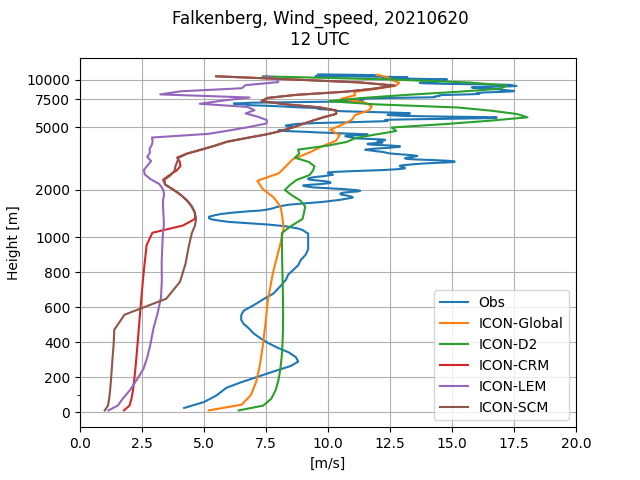 Falkenberg, Wind_speed, 20210620
12 UTC
10000
7500
5000
2000
1000
800
600
400
200
0
Height [m]
0.0 2.5 5.0 7.5 10.0 12.5 15.0 17.5 20.0
[m/s]
Obs
ICON-Global
ICON-D2
ICON-CRM
ICON-LEM
ICON-SCM